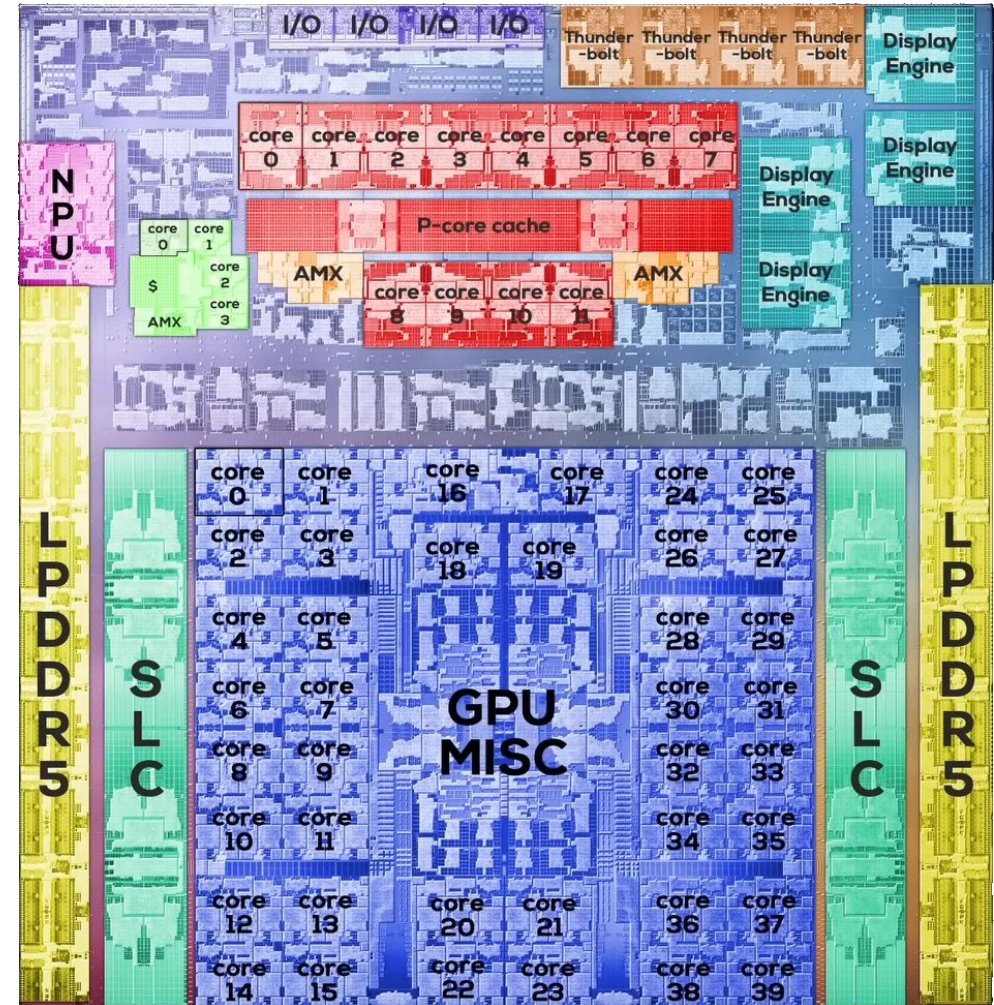 I/O I/O I/O I/O
Thunder Thunder Thunder Thunder
-bolt -bolt -bolt -bolt
Display
Engine
core core core core core core core core
0 1 2 3 4 5 6 7
Display
Engine
N
P
U
Display
Engine
P-core cache
core core
0 1
core
2
$
core
3
AMX
AMX
AMX
core core core core
8 9 10 11
Display
Engine
core core core core core core
0 1 16 17 24 25
core core core core core core
2 3 18 19 26 27
core core core core
4 5 28 29
core core core core
6 7 30 31
core core core core
8 9 32 33
core core core core
10 11 34 35
core core core core core core
12 13 20 21 36 37
core core core core core core
14 15 22 23 38 39
GPU
MISC
L
P
D
D
R
5
S
L
C
S
L
C
L
P
D
D
R
5